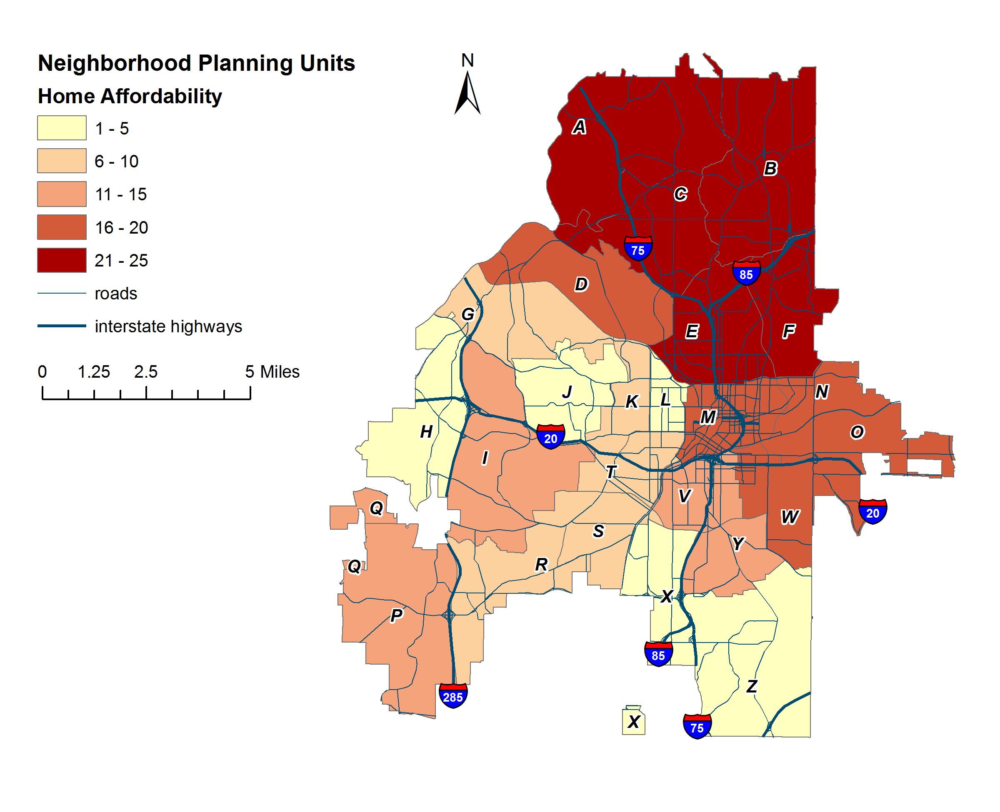 Neighborhood Planning Units
Home Affordability
1 - 5
6 - 10
11 - 15
16 - 20
21 - 25
roads
interstate highways
0 1.25 2.5 5 Miles
N
A
B
C
75
85
D
G
E
F
J
K
L
N
M
H
20
O
I
T
V
Q
20
W
S
Y
Q
R
X
P
85
Z
285
X
75